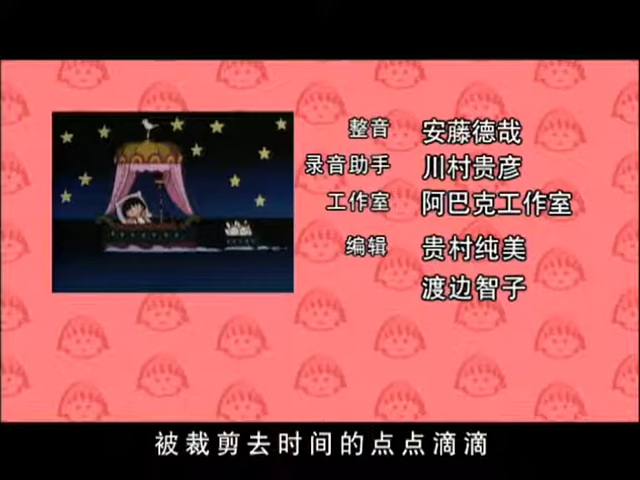 整音 安藤德哉
录音助手 川村贵彦
工作室 阿巴克工作室
编辑 贵村纯美
渡边智子
被裁剪去时间的点点滴滴